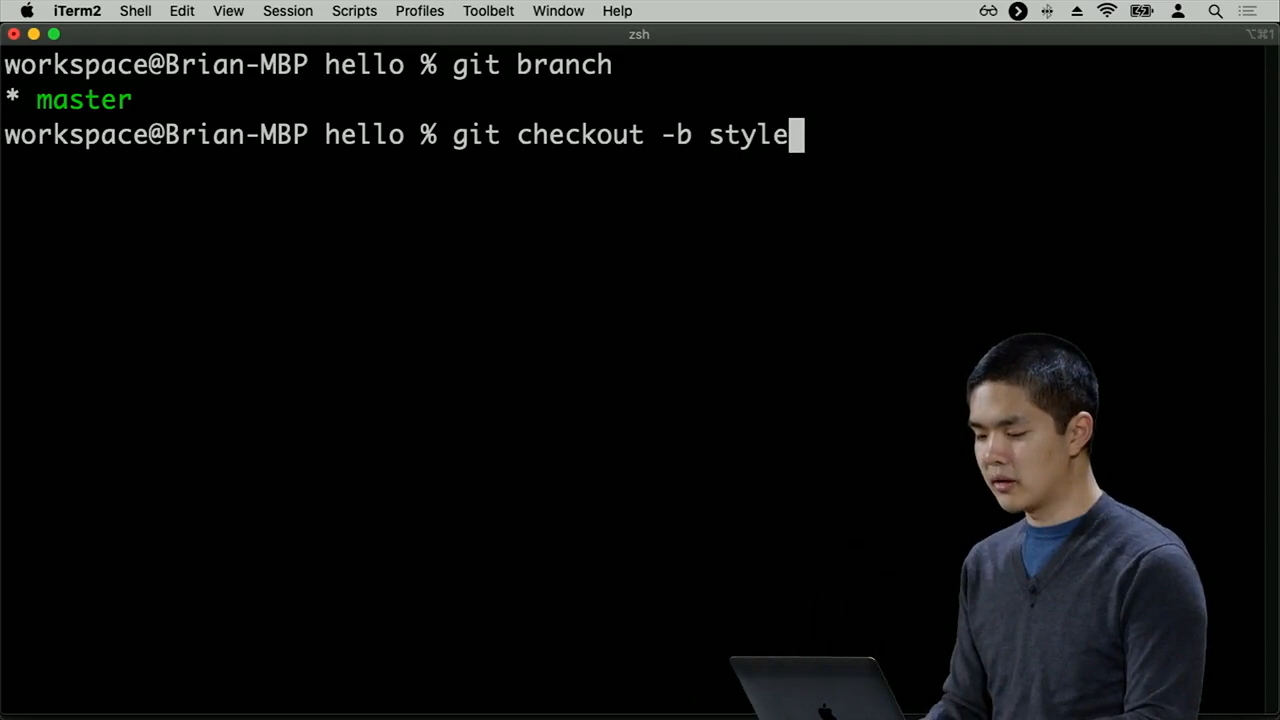 iTerm2 Shell Edit View Session Scripts Profiles Toolbelt Window Help
zsh ⌥⌘1
workspace@Brian-MBP hello % git branch
* master
workspace@Brian-MBP hello % git checkout -b style